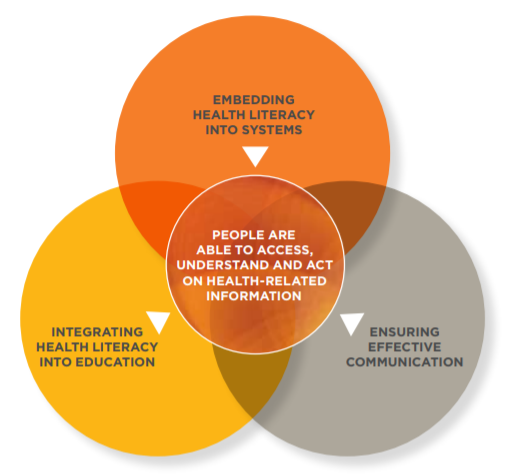 EMBEDDING
HEALTH LITERACY
INTO SYSTEMS
PEOPLE ARE
ABLE TO ACCESS,
UNDERSTAND AND ACT
ON HEALTH-RELATED
INFORMATION
INTEGRATING
HEALTH LITERACY
INTO EDUCATION
ENSURING
EFFECTIVE
COMMUNICATION